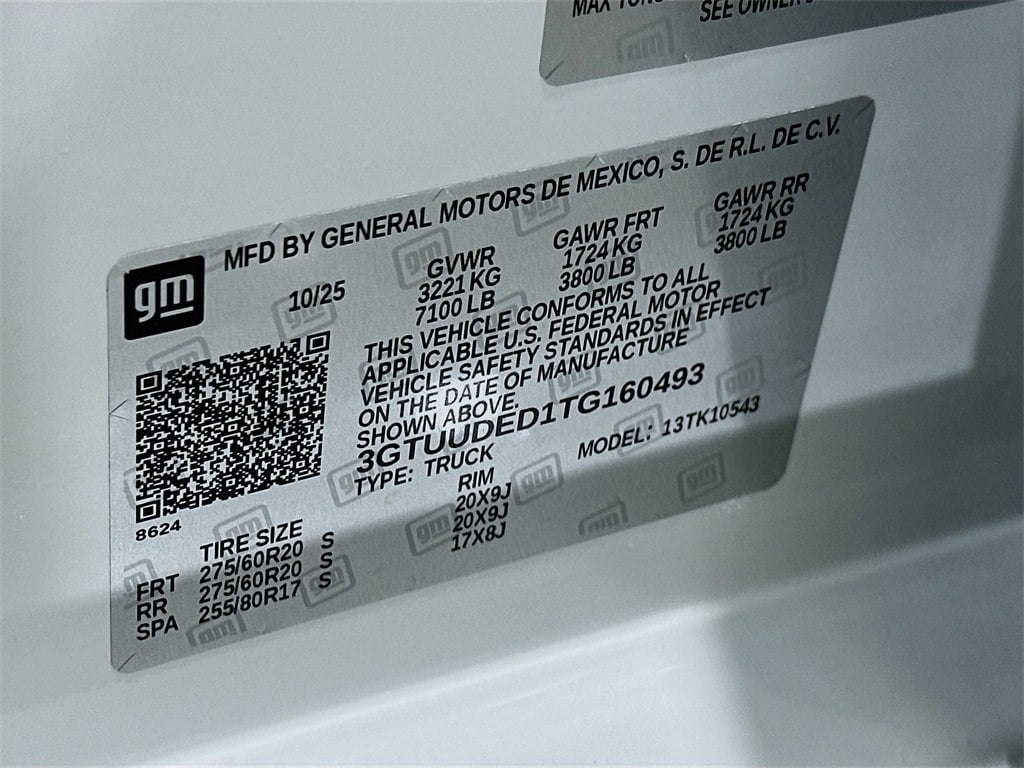 SEE OWNER'S
gm
MFD BY GENERAL MOTORS DE MEXICO, S. DE R.L. DE C.V.
10/25
GVWR GAWR FRT GAWR RR
3221 KG 1724 KG 1724 KG
7100 LB 3800 LB 3800 LB
THIS VEHICLE CONFORMS TO ALL
APPLICABLE U.S. FEDERAL MOTOR
VEHICLE SAFETY STANDARDS IN EFFECT
ON THE DATE OF MANUFACTURE
SHOWN ABOVE.
3GTUUDED1TG160493
TYPE: TRUCK MODEL: 13TK10543
8624
TIRE SIZE RIM
FRT 275/60R20 S 20X9J
RR 275/60R20 S 20X9J
SPA 255/80R17 S 17X8J